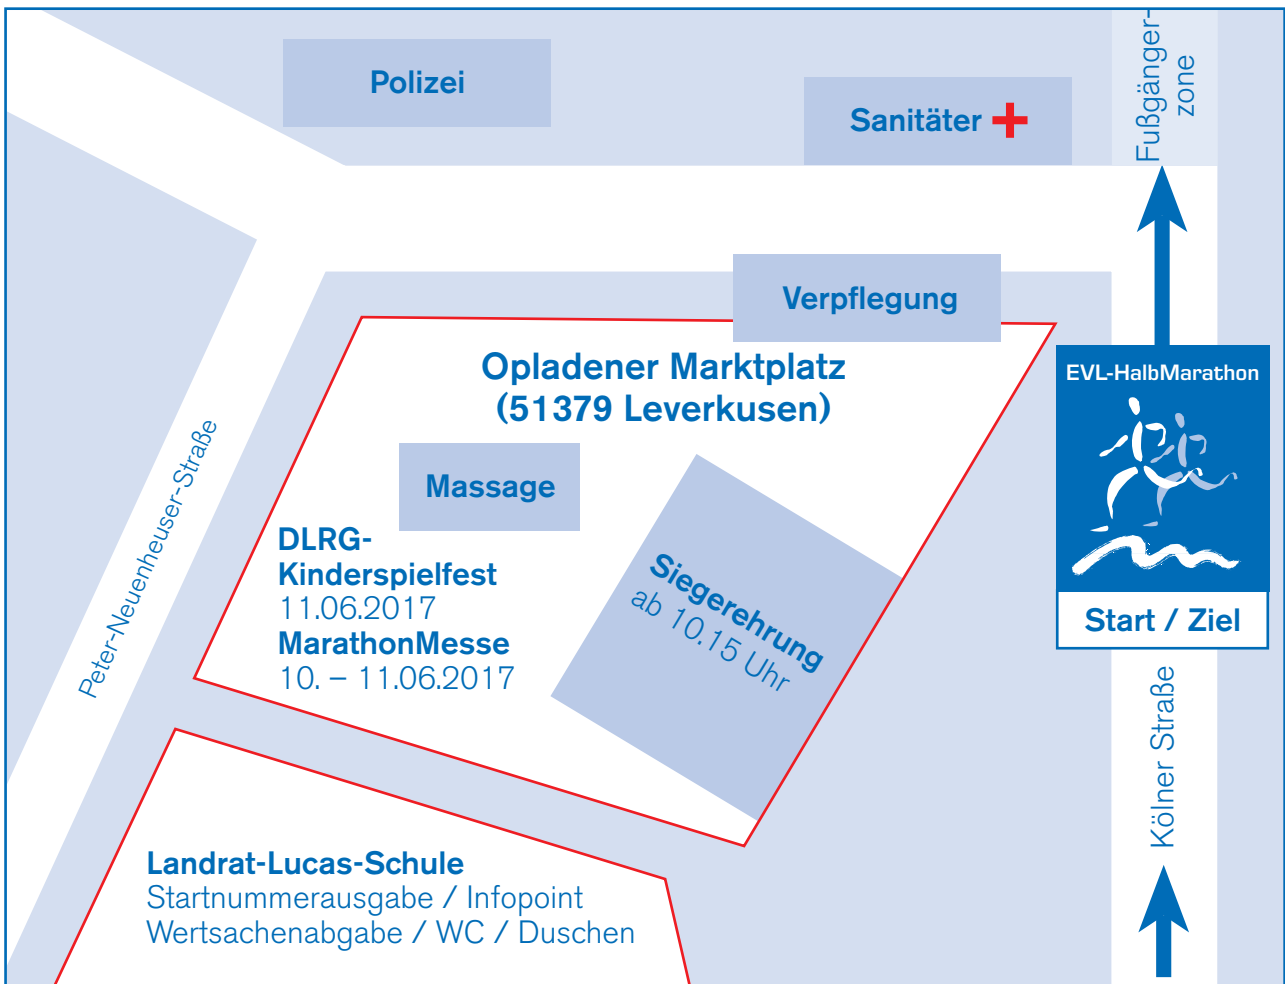 Polizei
Sanitäter
Fußgänger-
zone
Verpflegung
Opladener Marktplatz
(51379 Leverkusen)
EVL-HalbMarathon
Start / Ziel
Massage
Peter-Neuenheuser-Straße
DLRG-
Kinderspielfest
11.06.2017
MarathonMesse
10. – 11.06.2017
Siegerehrung
ab 10.15 Uhr
Kölner Straße
Landrat-Lucas-Schule
Startnummerausgabe / Infopoint
Wertsachenabgabe / WC / Duschen